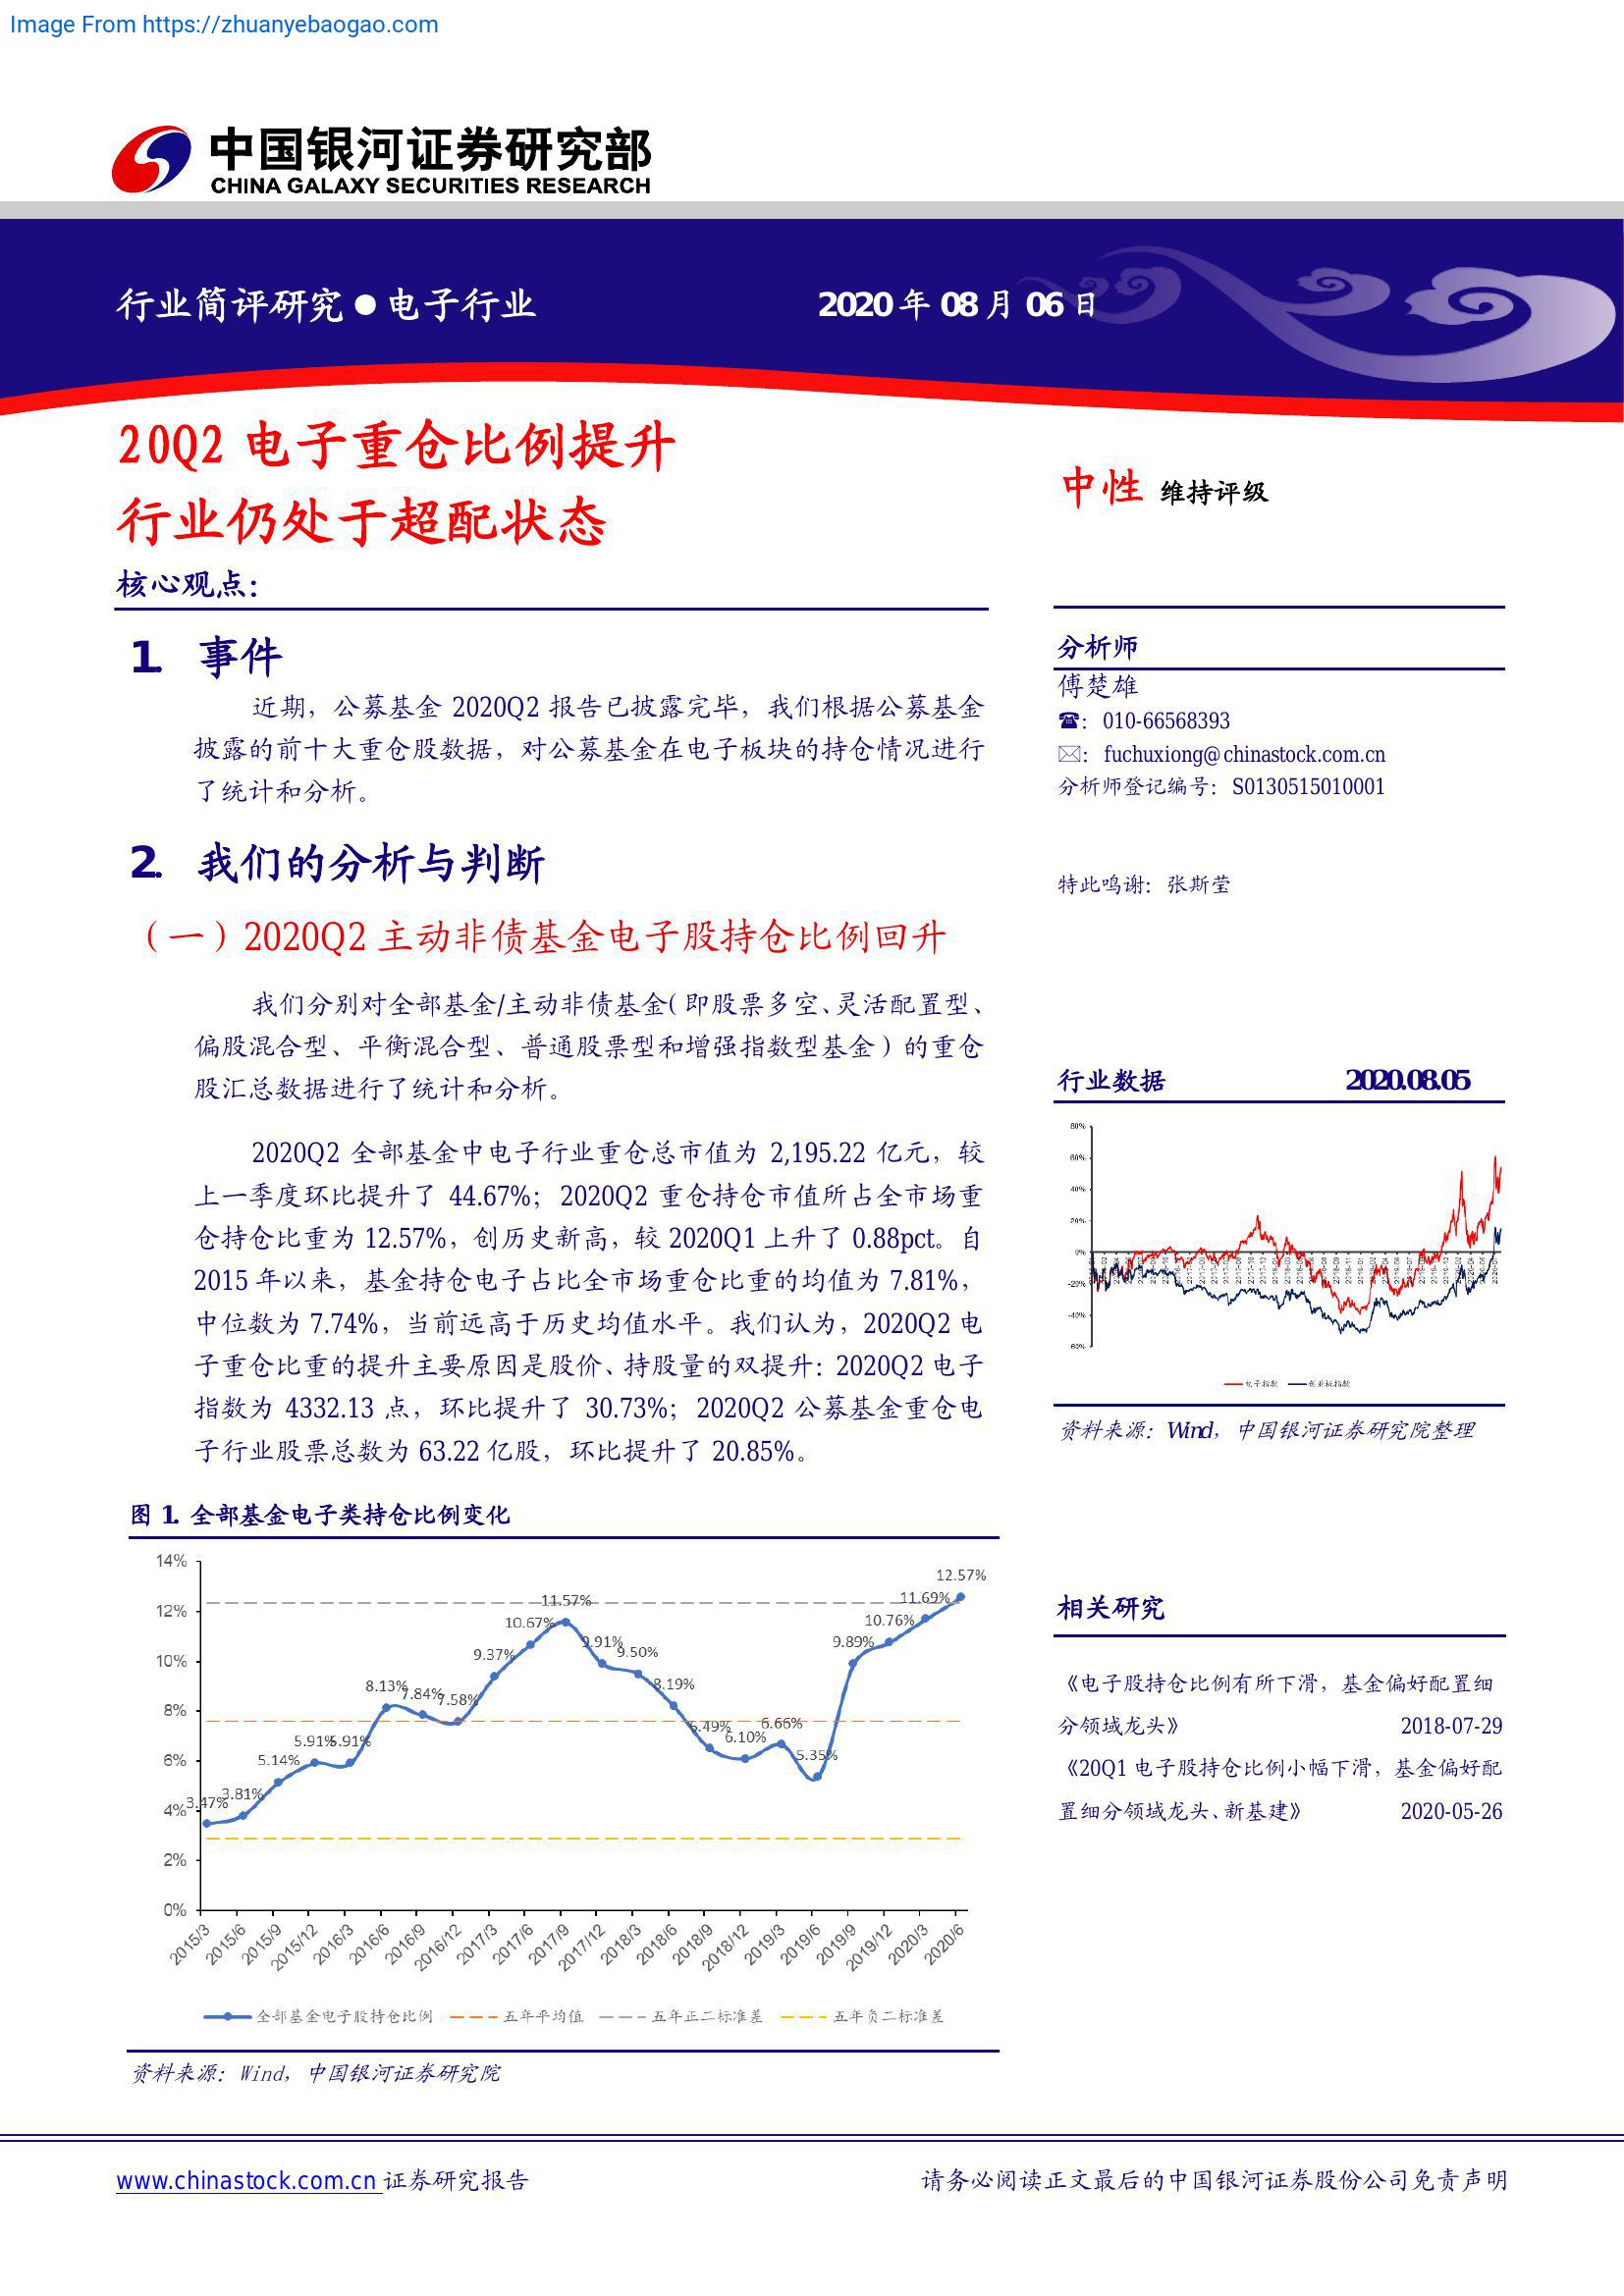 Image From https://zhuanyebaogao.com
中国银河证券研究部
CHINA GALAXY SECURITIES RESEARCH
行业简评研究●电子行业
2020 年 08 月 06 日
20Q2 电子重仓比例提升
行业仍处于超配状态
核心观点：
1. 事件
近期，公募基金 2020Q2 报告已披露完毕，我们根据公募基金
披露的前十大重仓股数据，对公募基金在电子板块的持仓情况进行
了统计和分析。
2. 我们的分析与判断
（一）2020Q2 主动非债基金电子股持仓比例回升
我们分别对全部基金/主动非债基金（即股票多空、灵活配置型、
偏股混合型、平衡混合型、普通股票型和增强指数型基金）的重仓
股汇总数据进行了统计和分析。
2020Q2 全部基金中电子行业重仓总市值为 2,195.22 亿元，较
上一季度环比提升了 44.67%；2020Q2 重仓持仓市值所占全市场重
仓持仓比重为 12.57%，创历史新高，较 2020Q1 上升了 0.88pct。自
2015 年以来，基金持仓电子占比全市场重仓比重的均值为 7.81%，
中位数为 7.74%，当前远高于历史均值水平。我们认为，2020Q2 电
子重仓比重的提升主要原因是股价、持股量的双提升：2020Q2 电子
指数为 4332.13 点，环比提升了 30.73%；2020Q2 公募基金重仓电
子行业股票总数为 63.22 亿股，环比提升了 20.85%。
图 1. 全部基金电子类持仓比例变化
14%
12%
10%
8%
6%
4%
2%
0%
3.47%
3.81%
5.14%
5.91%
5.91%
8.13%
7.84%
7.58%
9.37%
10.67%
11.57%
9.91%
9.50%
8.19%
6.49%
6.10%
6.66%
5.35%
9.89%
10.76%
11.69%
12.57%
2015/3
2015/6
2015/9
2015/12
2016/3
2016/6
2016/9
2016/12
2017/3
2017/6
2017/9
2017/12
2018/3
2018/6
2018/9
2018/12
2019/3
2019/6
2019/9
2019/12
2020/3
2020/6
全部基金电子股持仓比例 五年平均值 五年正二标准差 五年负二标准差
资料来源：Wind，中国银河证券研究院
中性 维持评级
分析师
傅楚雄
☎：010-66568393
✉：fuchuxiong@chinastock.com.cn
分析师登记编号：S0130515010001
特此鸣谢：张斯莹
行业数据 2020.08.05
80%
60%
40%
20%
0%
-20%
-40%
-60%
电子指数 创业板指数
资料来源：Wind，中国银河证券研究院整理
相关研究
《电子股持仓比例有所下滑，基金偏好配置细
分领域龙头》 2018-07-29
《20Q1 电子股持仓比例小幅下滑，基金偏好配
置细分领域龙头、新基建》 2020-05-26
www.chinastock.com.cn 证券研究报告
请务必阅读正文最后的中国银河证券股份公司免责声明